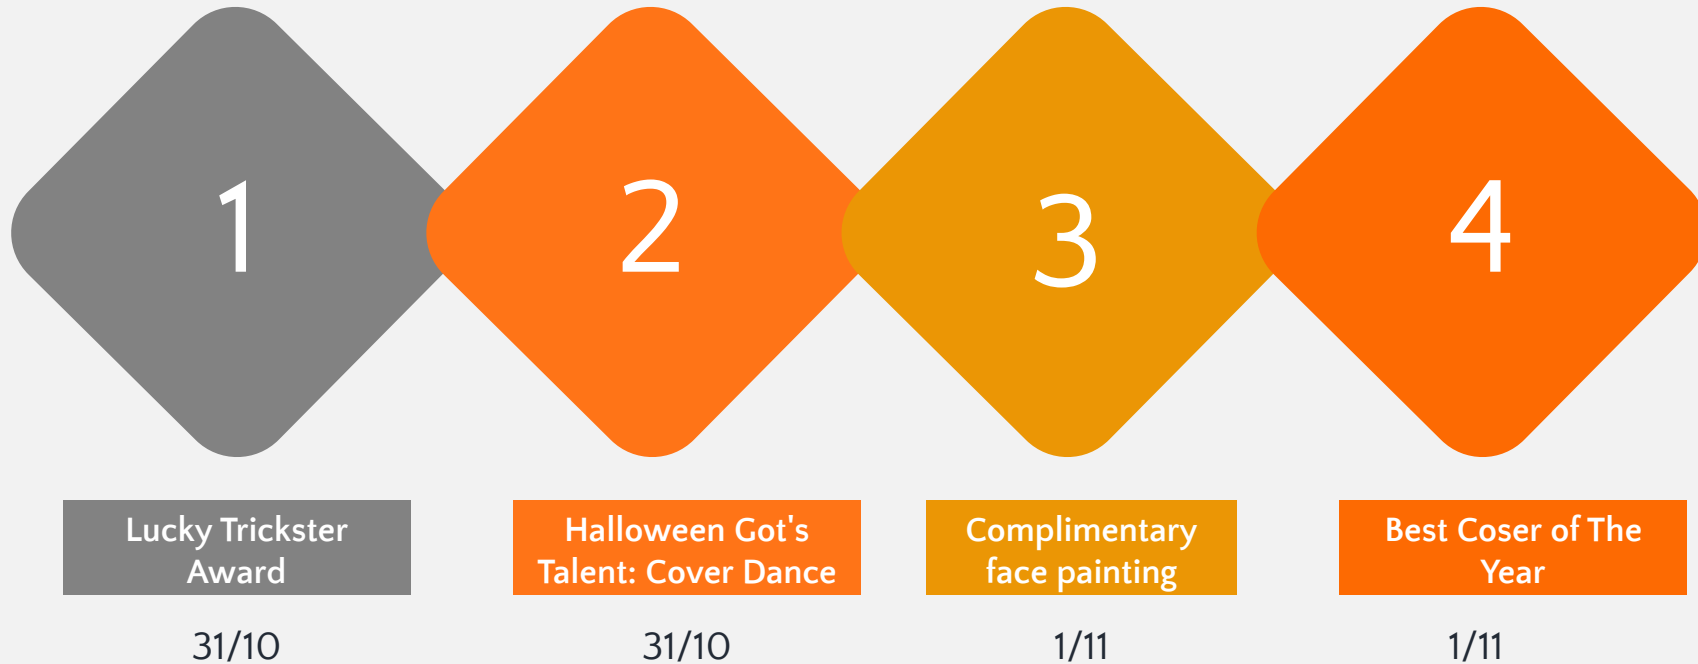 1
2
3
4
Lucky Trickster
Award
Halloween Got's
Talent: Cover Dance
Complimentary
face painting
Best Coser of The
Year
31/10
31/10
1/11
1/11